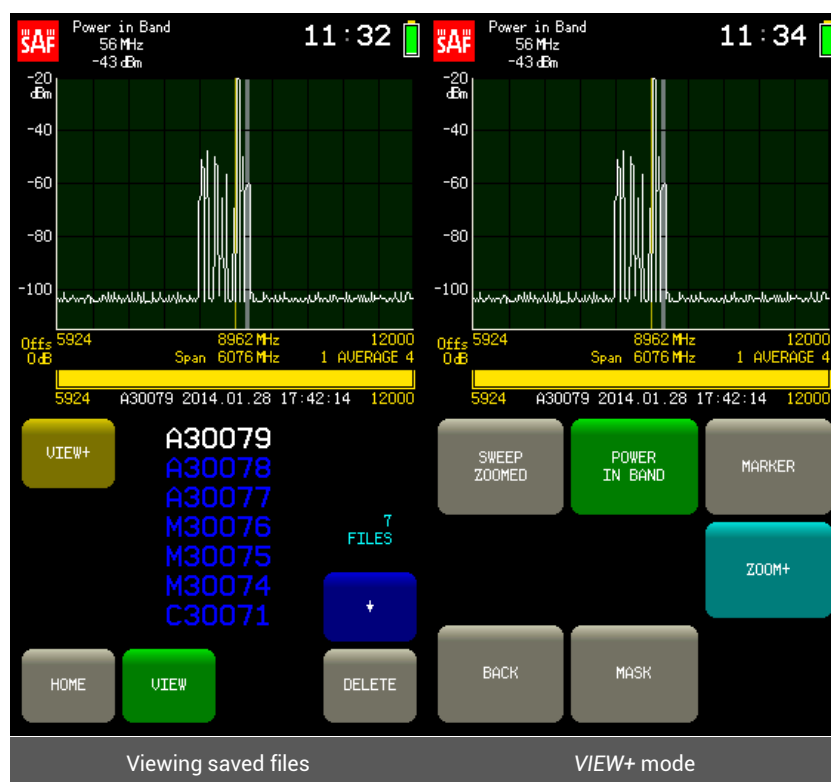 SAF
Power in Band
56 MHz
-43 dBm
11:32
-20
dBm
-40
-60
-80
-100
Offs
0dB
5924 8962 MHz 12000
Span 6076 MHz 1 AVERAGE 4
5924 A30079 2014.01.28 17:42:14 12000
VIEW+
A30079
A30078
A30077
M30076
M30075
M30074
C30071
7
FILES
HOME
VIEW
DELETE
Viewing saved files
SAF
Power in Band
56 MHz
-43 dBm
11:34
-20
dBm
-40
-60
-80
-100
Offs
0dB
5924 8962 MHz 12000
Span 6076 MHz 1 AVERAGE 4
5924 A30079 2014.01.28 17:42:14 12000
SWEEP
ZOOMED
POWER
IN BAND
MARKER
ZOOM+
BACK
MASK
VIEW+ mode